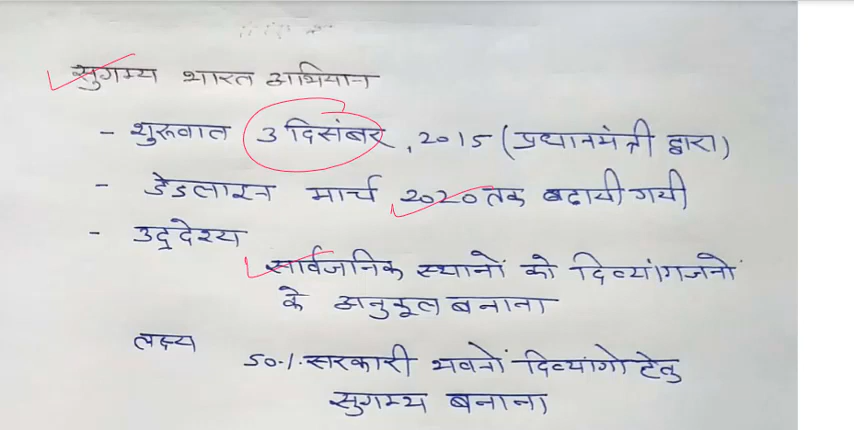 सुगम्य भारत अभियान
- शुरूवात 3 दिसंबर, 2015 (प्रधानमंत्री द्वारा)
- डेडलाइन मार्च 2020 तक बढायी गयी
- उद्देश्य
सार्वजनिक स्थानों को दिव्यांगजनों
के अनुकूल बनाना
लक्ष्य 50% सरकारी भवनों दिव्यांगो हेतु
सुगम्य बनाना